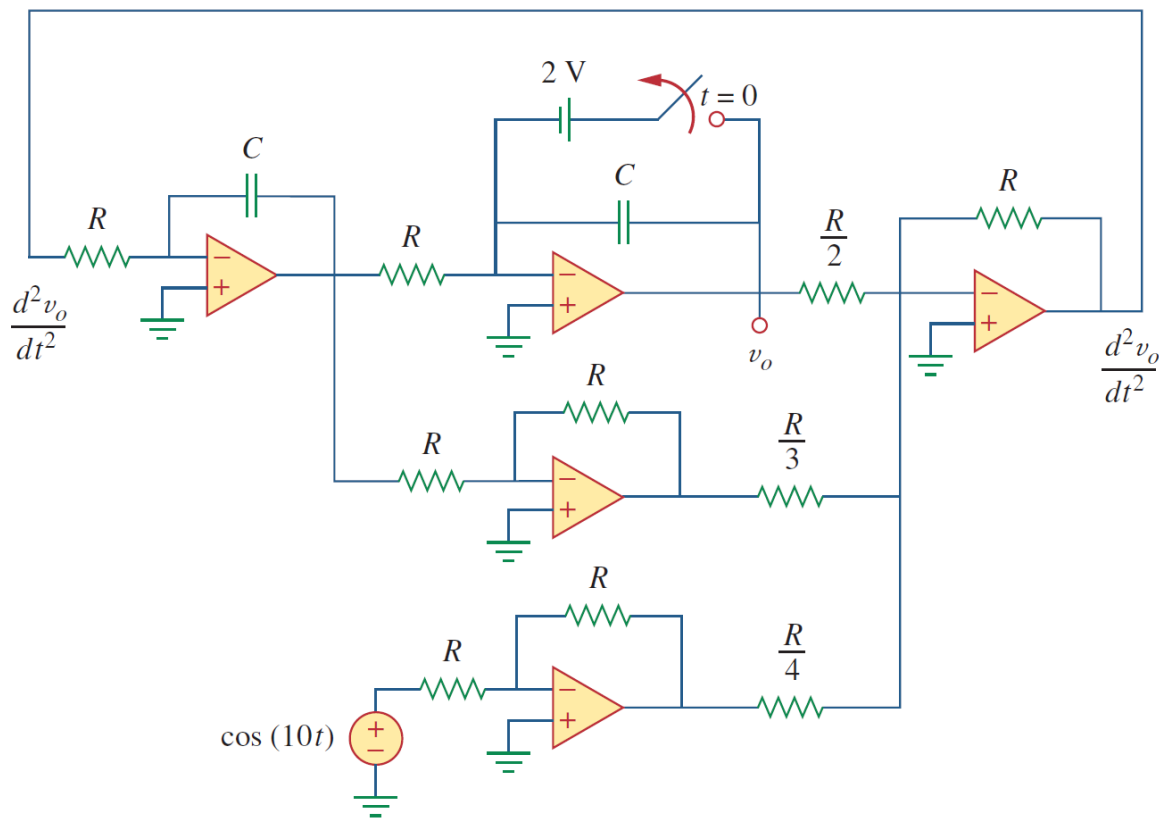 2 V
t = 0
C
C
R
R
R
R/2
− + − + − +
d²vₒ/dt²
vₒ
d²vₒ/dt²
R
R
R/3
− +
R
R
R/4
− +
cos (10t)
+
−